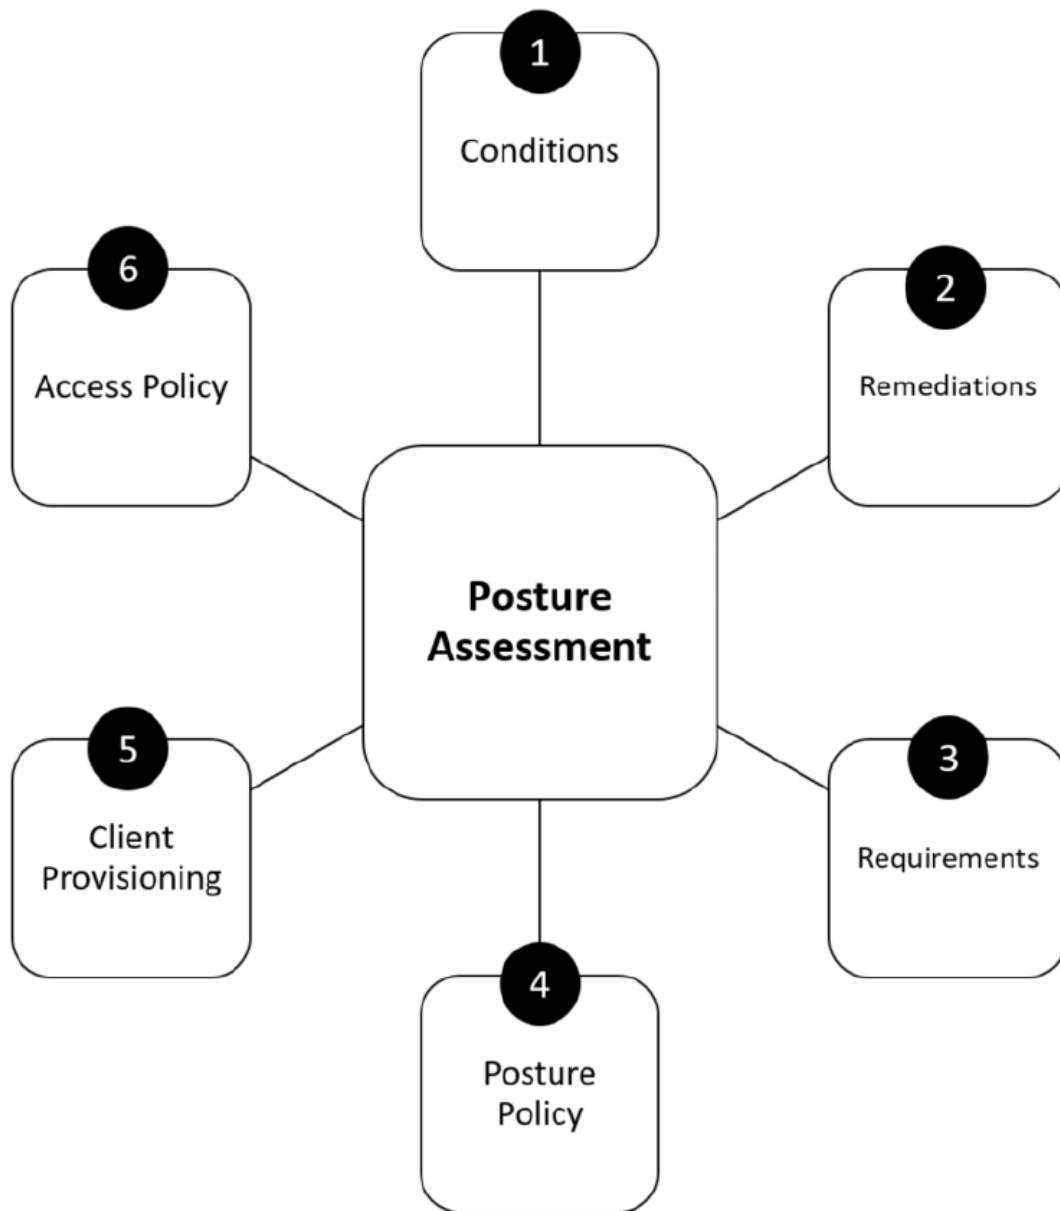 1
Conditions
2
Remediations
3
Requirements
4
Posture
Policy
5
Client
Provisioning
6
Access Policy
Posture
Assessment